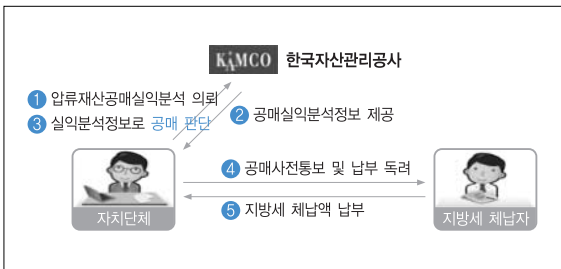 KAMCO 한국자산관리공사
1 압류재산공매실익분석 의뢰
3 실익분석정보로 공매 판단
2 공매실익분석정보 제공
4 공매사전통보 및 납부 독려
자치단체
5 지방세 체납액 납부
지방세 체납자